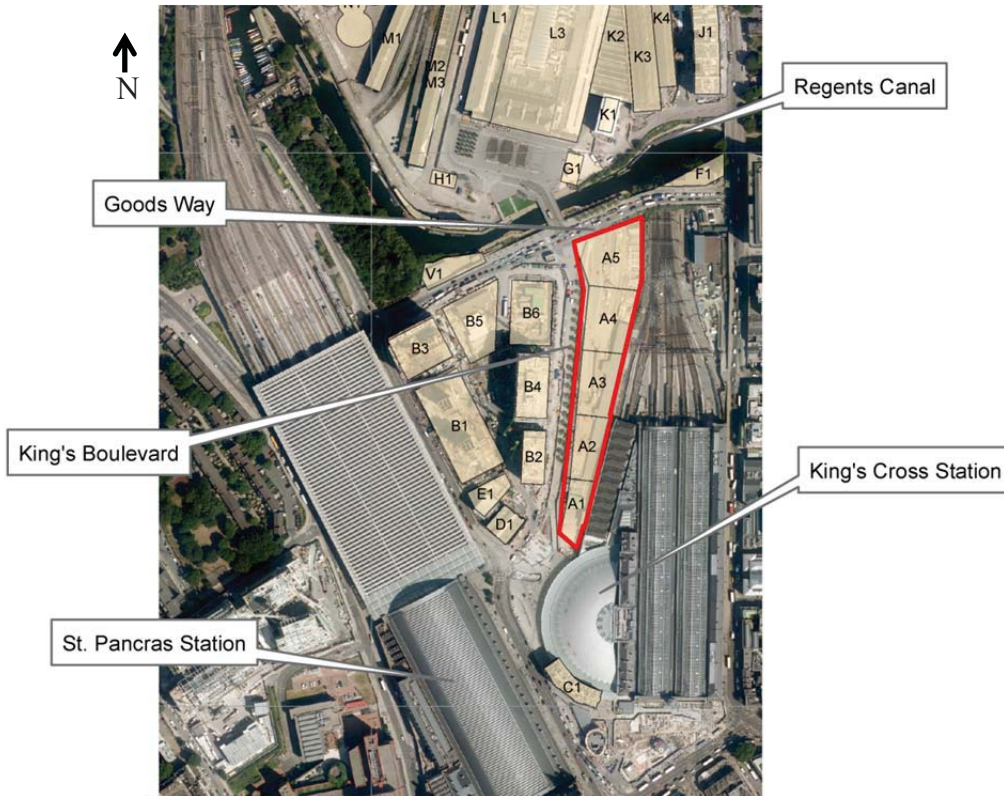 N
N1
M1
M2
M3
L1
L3
K2
K4
K3
K1
J1
Regents Canal
H1
G1
F1
Goods Way
V1
A5
B5
B6
A4
B3
A3
B4
B1
King's Boulevard
A2
B2
King's Cross Station
E1
A1
D1
St. Pancras Station
C1